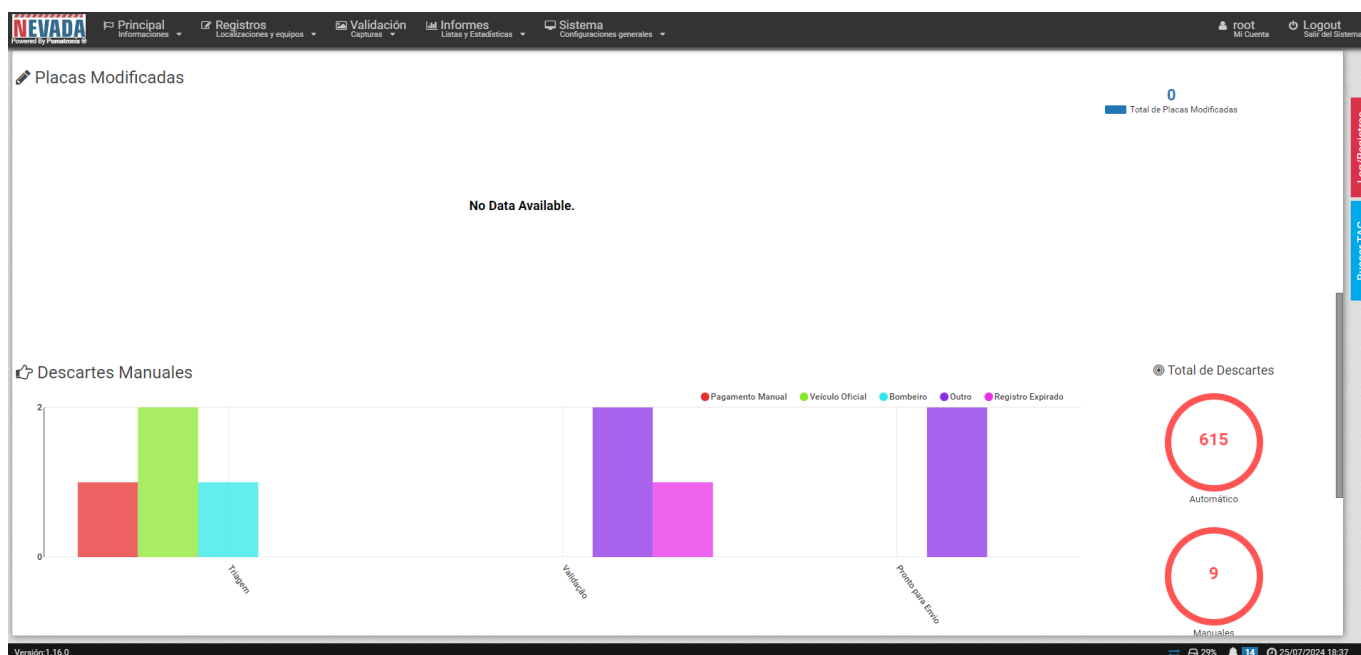 NEVADA
Powered By Pumatronix ®
Principal
Informaciones
Registros
Localizaciones y equipos
Validación
Capturas
Informes
Listas y Estadísticas
Sistema
Configuraciones generales
root
Mi Cuenta
Logout
Salir del Sistema
Placas Modificadas
0
Total de Placas Modificadas
No Data Available.
Descartes Manuales
Pagamento Manual Veículo Oficial Bombeiro Outro Registro Expirado
2
0
Triagem
Validação
Pronto para Envio
Total de Descartes
615
Automático
9
Manuales
Versión:1.16.0
29% 14 25/07/2024 18:37